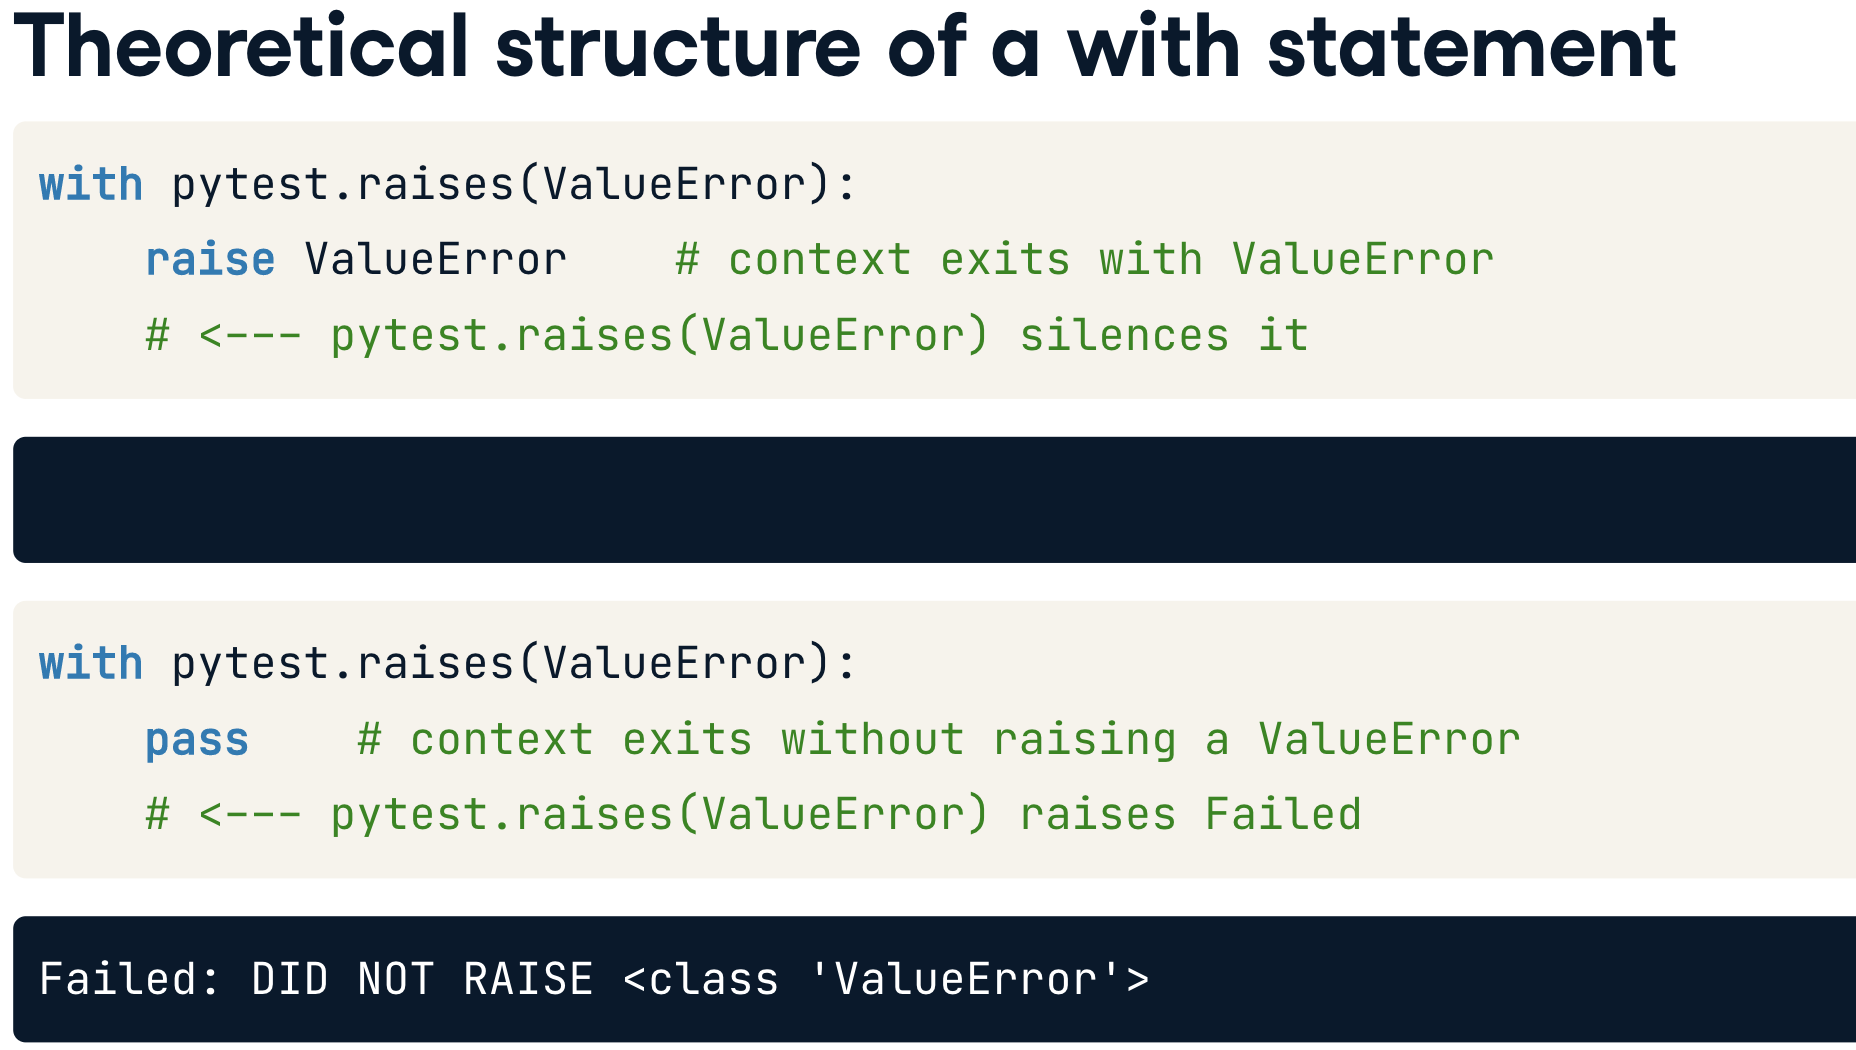 Theoretical structure of a with statement
with pytest.raises(ValueError):
    raise ValueError    # context exits with ValueError
    # <--- pytest.raises(ValueError) silences it
with pytest.raises(ValueError):
    pass    # context exits without raising a ValueError
    # <--- pytest.raises(ValueError) raises Failed
Failed: DID NOT RAISE <class 'ValueError'>